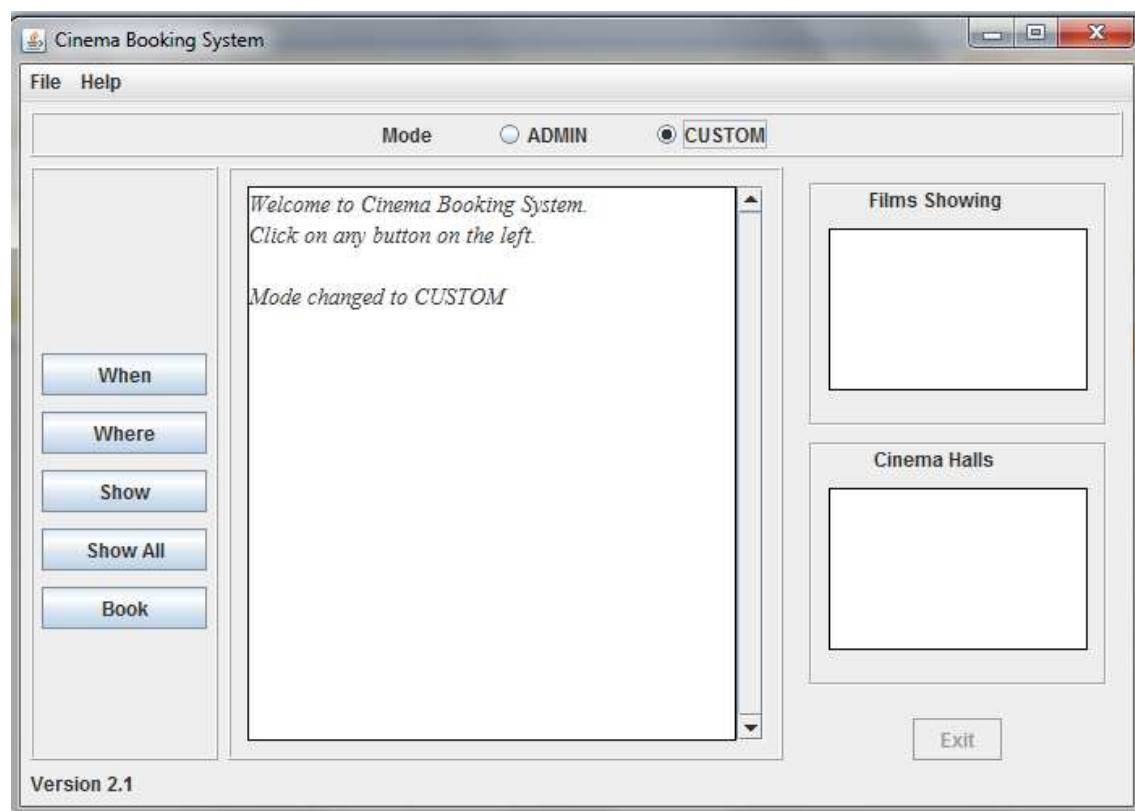 Cinema Booking System
File Help
Mode ADMIN CUSTOM
Welcome to Cinema Booking System.
Click on any button on the left.
Mode changed to CUSTOM
When
Where
Show
Show All
Book
Films Showing
Cinema Halls
Exit
Version 2.1